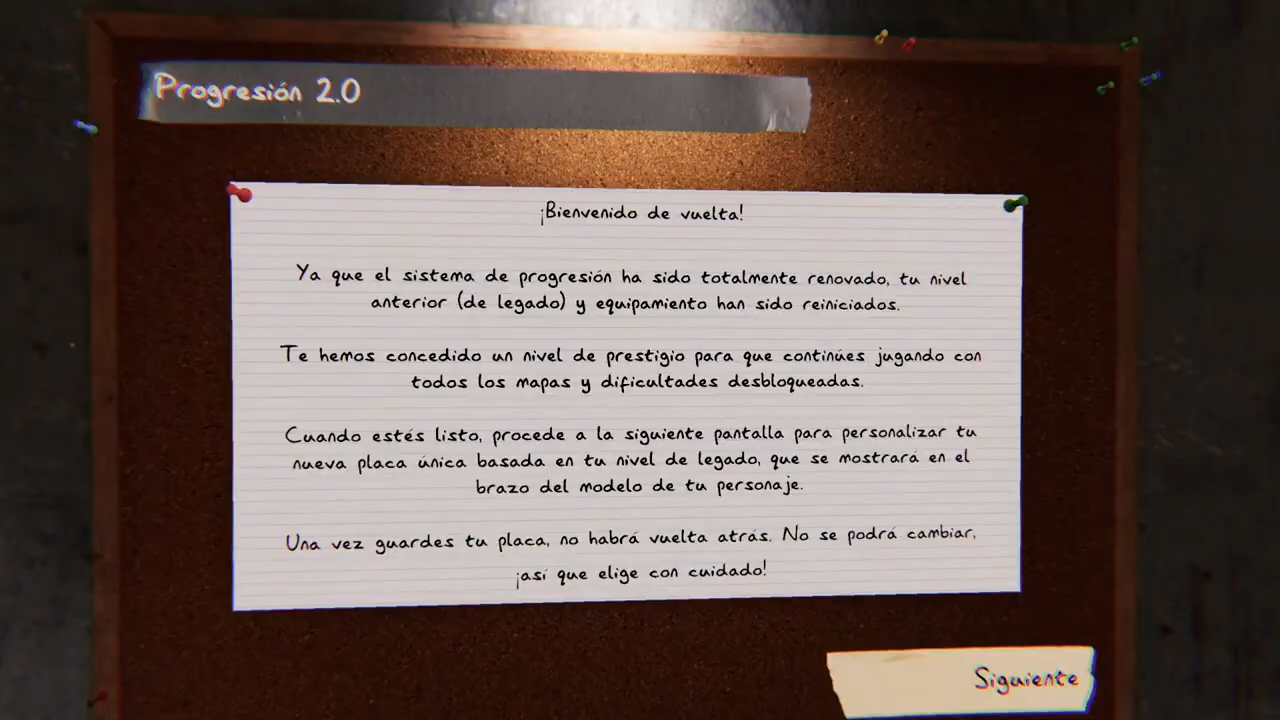 Progresión 2.0
¡Bienvenido de vuelta!
Ya que el sistema de progresión ha sido totalmente renovado, tu nivel
anterior (de legado) y equipamiento han sido reiniciados.
Te hemos concedido un nivel de prestigio para que continúes jugando con
todos los mapas y dificultades desbloqueadas.
Cuando estés listo, procede a la siguiente pantalla para personalizar tu
nueva placa única basada en tu nivel de legado, que se mostrará en el
brazo del modelo de tu personaje.
Una vez guardes tu placa, no habrá vuelta atrás. No se podrá cambiar,
¡así que elige con cuidado!
Siguiente